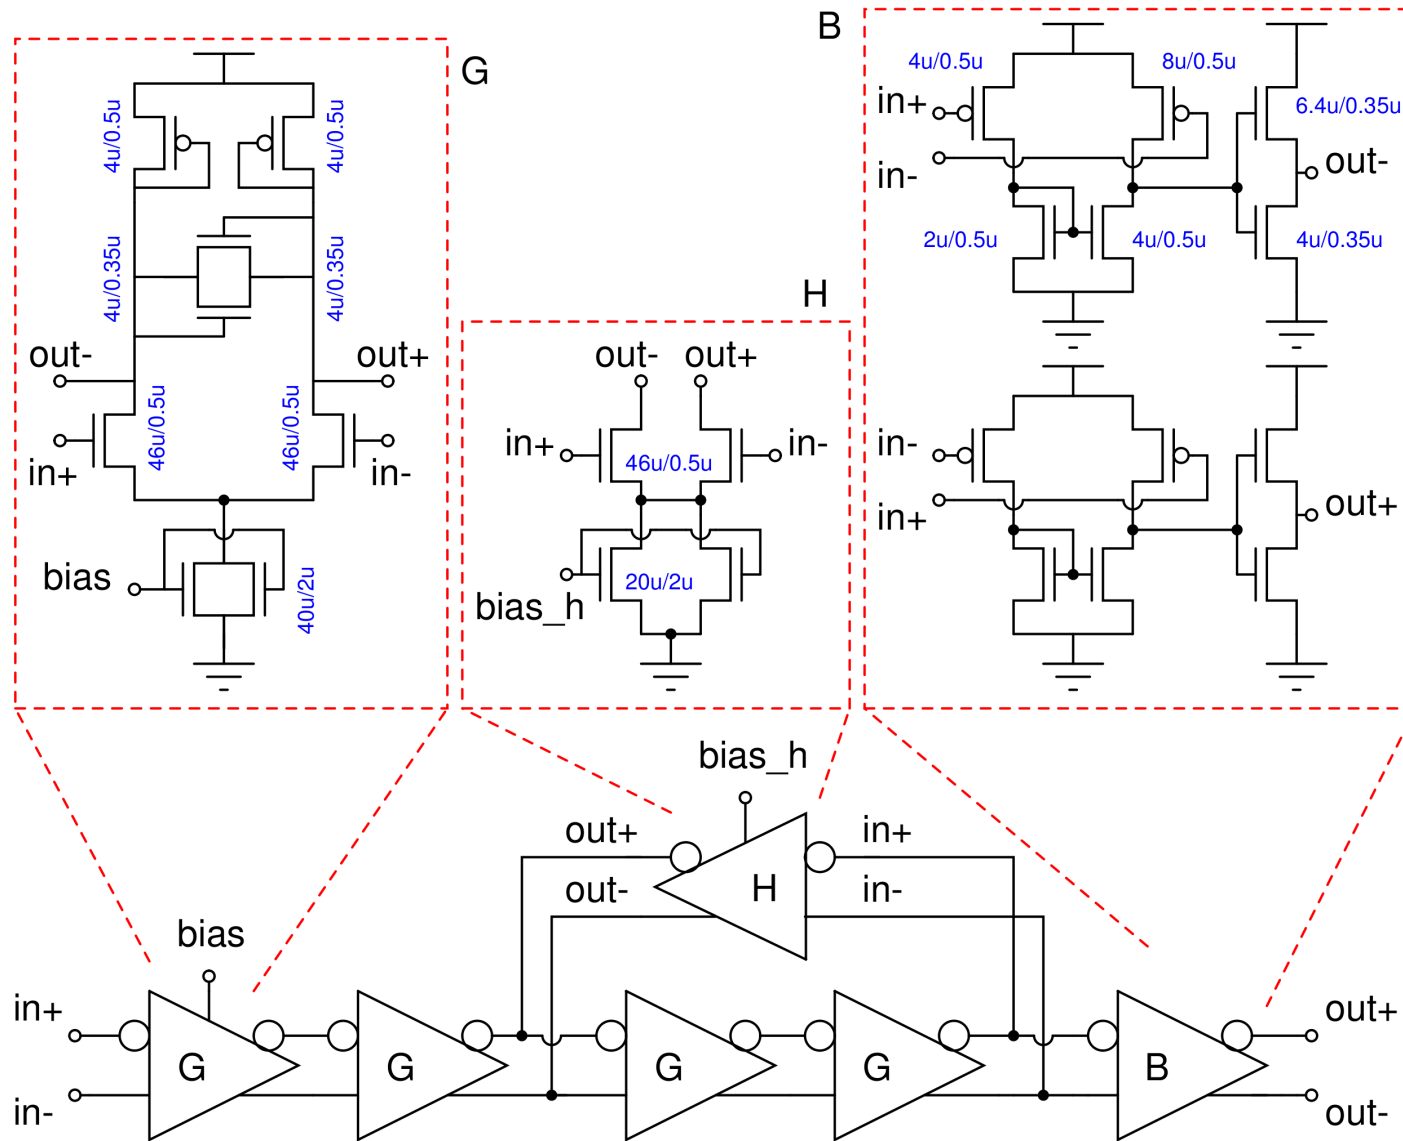 B
G
4u/0.5u
4u/0.5u
4u/0.35u
4u/0.35u
out-
out+
46u/0.5u
46u/0.5u
in+
in-
bias
40u/2u
H
out-
out+
in+
in-
46u/0.5u
20u/2u
bias_h
4u/0.5u
8u/0.5u
in+
6.4u/0.35u
in-
out-
2u/0.5u
4u/0.5u
4u/0.35u
in-
in+
out+
bias_h
out+
in+
out-
H
in-
bias
in+
out+
G
G
G
G
B
in-
out-